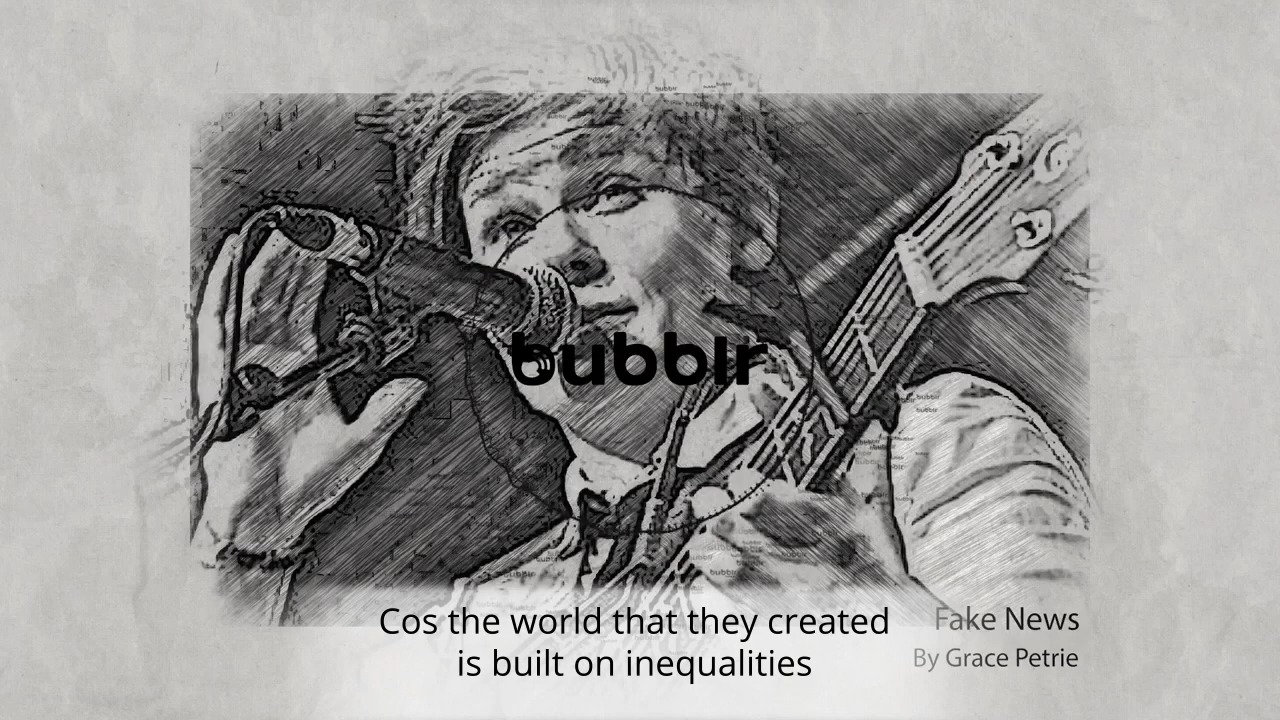 bubblr
Cos the world that they created
is built on inequalities
Fake News
By Grace Petrie